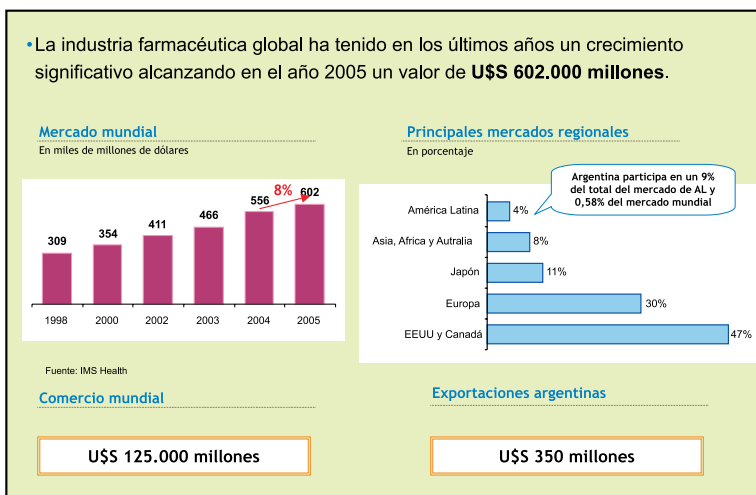 •La industria farmacéutica global ha tenido en los últimos años un crecimiento
significativo alcanzando en el año 2005 un valor de U$S 602.000 millones.
Mercado mundial
En miles de millones de dólares
309
354
411
466
556
8%
602
1998
2000
2002
2003
2004
2005
Fuente: IMS Health
Principales mercados regionales
En porcentaje
Argentina participa en un 9%
del total del mercado de AL y
0,58% del mercado mundial
América Latina 4%
Asia, Africa y Autralia 8%
Japón 11%
Europa 30%
EEUU y Canadá 47%
Comercio mundial
U$S 125.000 millones
Exportaciones argentinas
U$S 350 millones